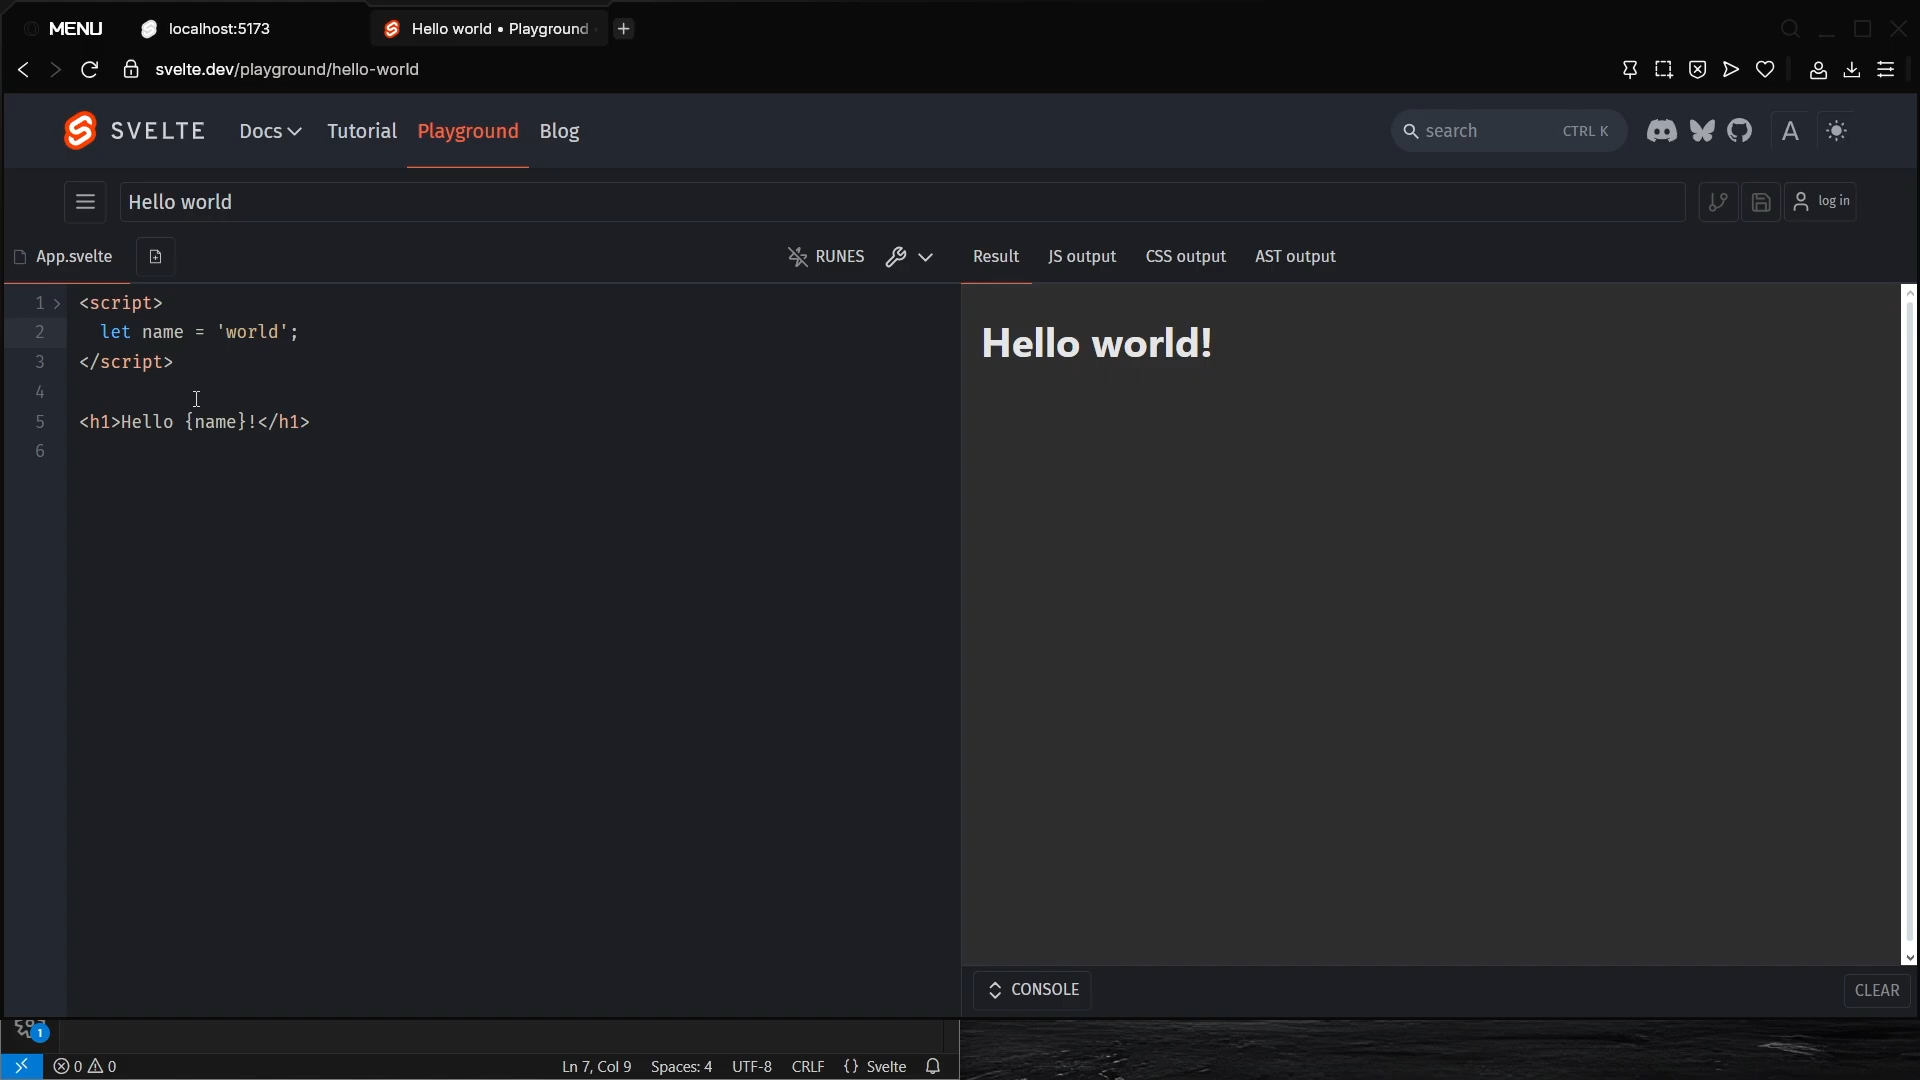 MENU localhost:5173 Hello world • Playground
svelte.dev/playground/hello-world
SVELTE Docs Tutorial Playground Blog search CTRL K A
Hello world log in
App.svelte RUNES Result JS output CSS output AST output
1 <script>
2 let name = 'world';
3 </script>
4
5 <h1>Hello {name}!</h1>
6
Hello world!
CONSOLE CLEAR
1
0 0 Ln 7, Col 9 Spaces: 4 UTF-8 CRLF {} Svelte